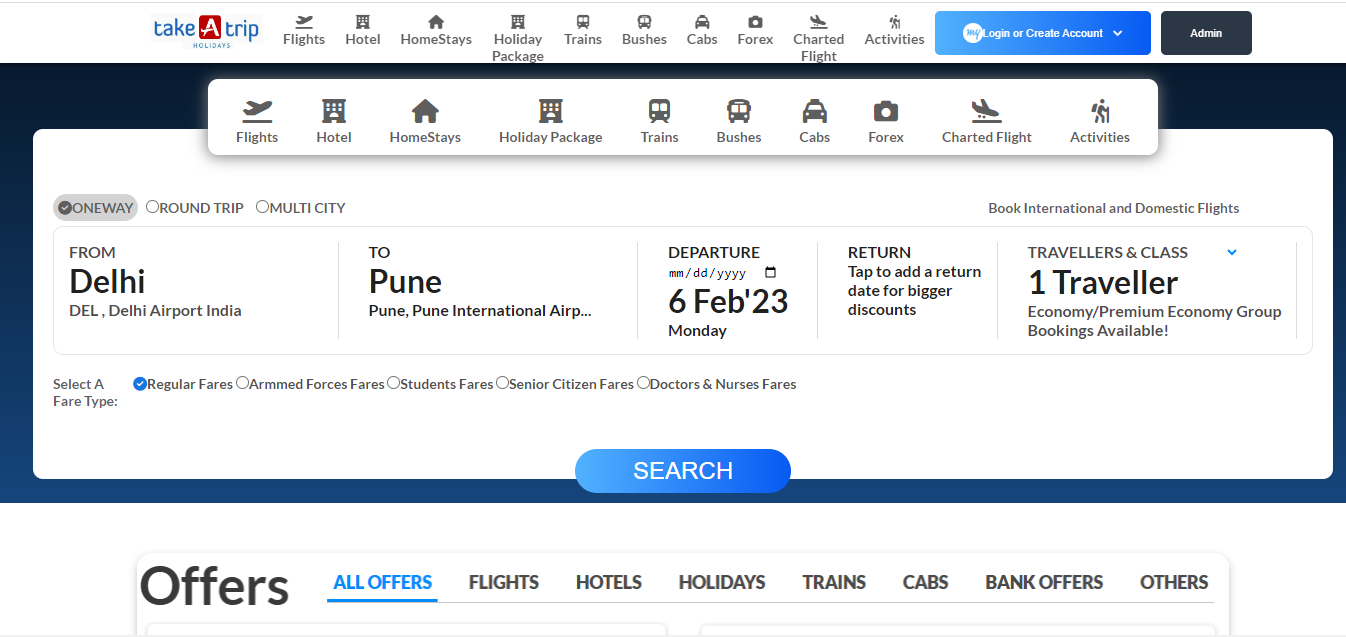 take A trip
HOLIDAYS
Flights
Hotel
HomeStays
Holiday
Package
Trains
Bushes
Cabs
Forex
Charted
Flight
Activities
my Login or Create Account
Admin
Flights
Hotel
HomeStays
Holiday Package
Trains
Bushes
Cabs
Forex
Charted Flight
Activities
ONEWAY ROUND TRIP MULTI CITY
Book International and Domestic Flights
FROM
Delhi
DEL , Delhi Airport India
TO
Pune
Pune, Pune International Airp...
DEPARTURE
mm/dd/yyyy
6 Feb'23
Monday
RETURN
Tap to add a return
date for bigger
discounts
TRAVELLERS & CLASS
1 Traveller
Economy/Premium Economy Group
Bookings Available!
Select A
Fare Type:
Regular Fares Armmed Forces Fares Students Fares Senior Citizen Fares Doctors & Nurses Fares
SEARCH
Offers
ALL OFFERS FLIGHTS HOTELS HOLIDAYS TRAINS CABS BANK OFFERS OTHERS